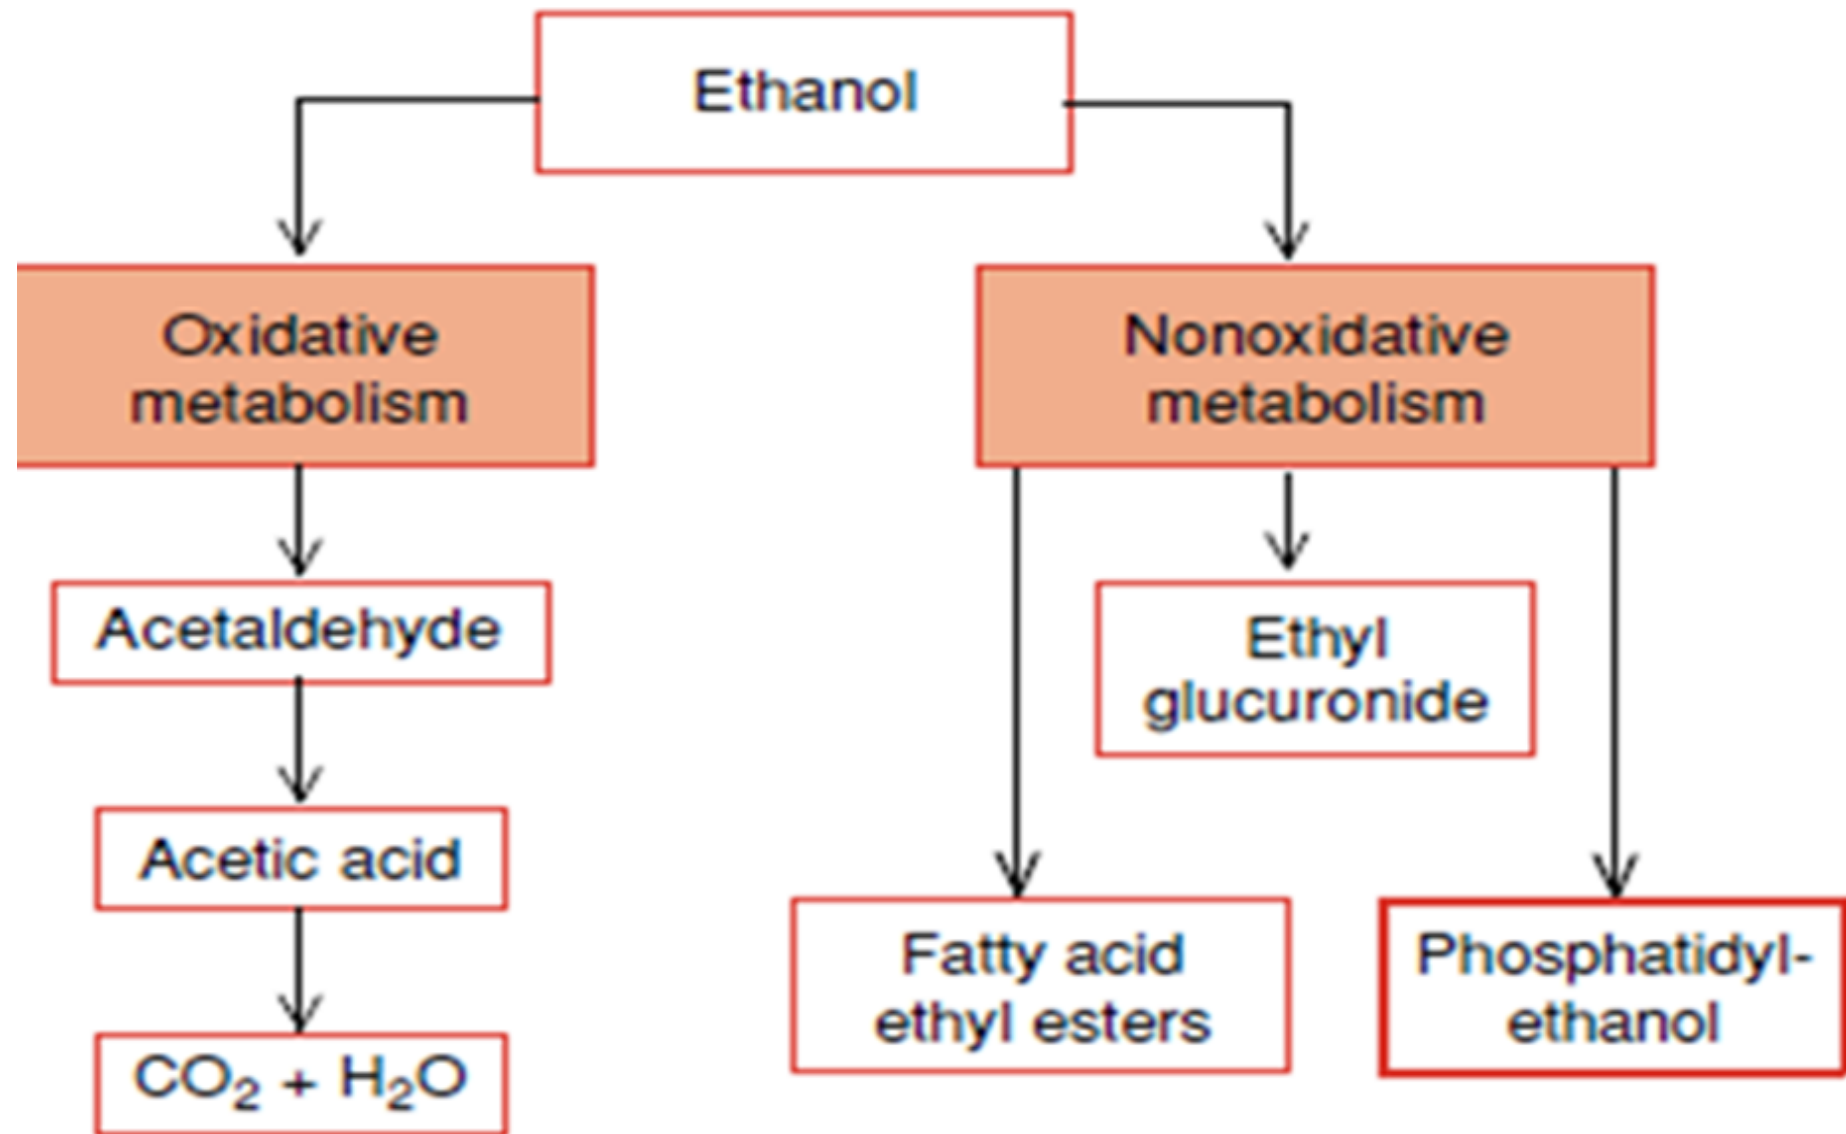 Ethanol
Oxidative
metabolism
Nonoxidative
metabolism
Acetaldehyde
Ethyl
glucuronide
Acetic acid
Fatty acid
ethyl esters
Phosphatidyl-
ethanol
CO₂ + H₂O